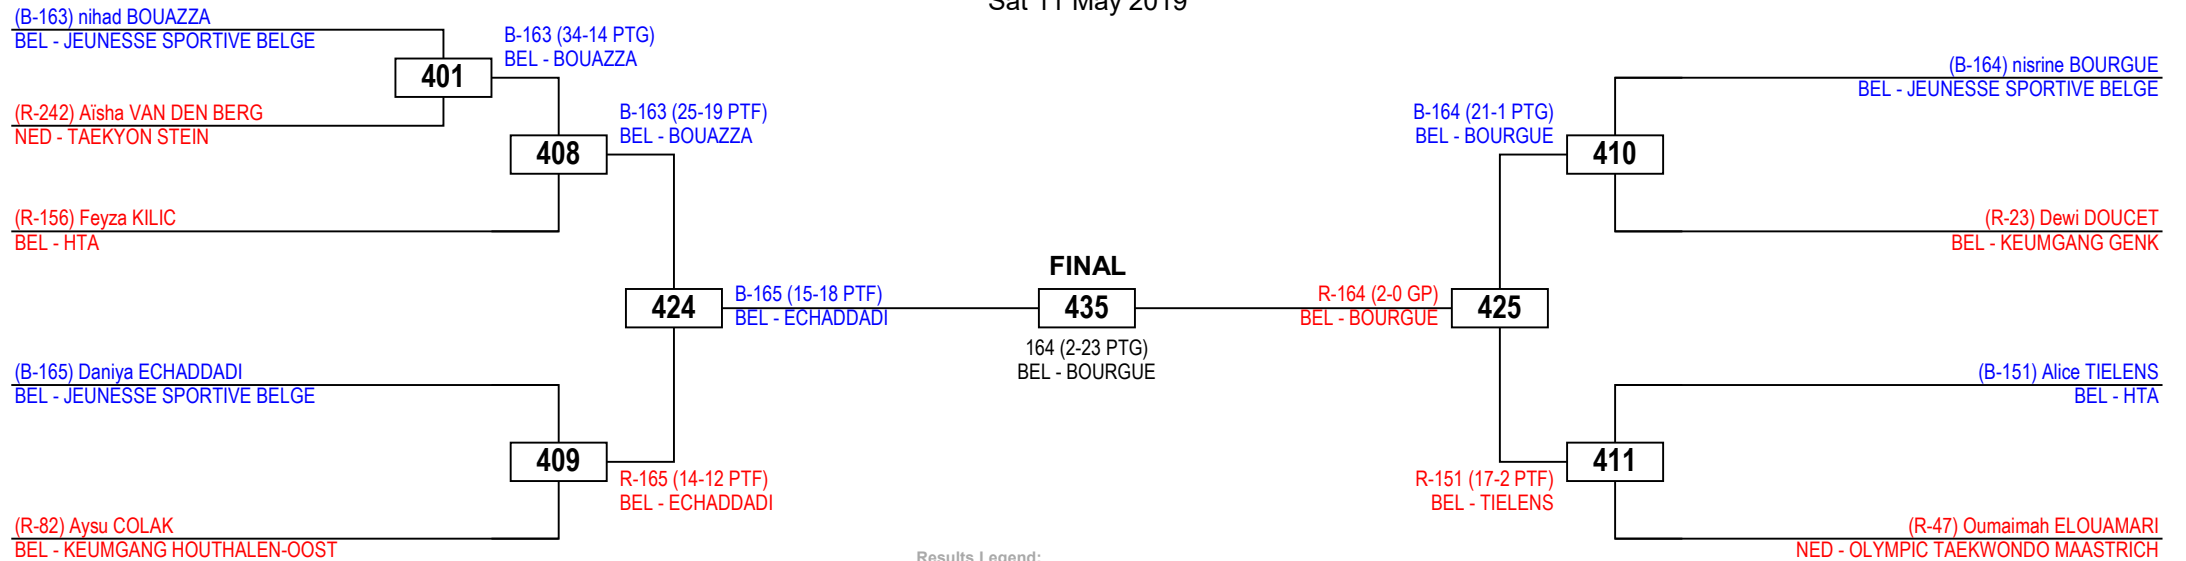 Sat 11 May 2019
(B-163) nihad BOUAZZA
BEL - JEUNESSE SPORTIVE BELGE
B-163 (34-14 PTG)
BEL - BOUAZZA
401
(R-242) Aïsha VAN DEN BERG
NED - TAEKYON STEIN
B-163 (25-19 PTF)
BEL - BOUAZZA
408
(R-156) Feyza KILIC
BEL - HTA
424
B-165 (15-18 PTF)
BEL - ECHADDADI
(B-165) Daniya ECHADDADI
BEL - JEUNESSE SPORTIVE BELGE
409
R-165 (14-12 PTF)
BEL - ECHADDADI
(R-82) Aysu COLAK
BEL - KEUMGANG HOUTHALEN-OOST
FINAL
435
164 (2-23 PTG)
BEL - BOURGUE
(B-164) nisrine BOURGUE
BEL - JEUNESSE SPORTIVE BELGE
B-164 (21-1 PTG)
BEL - BOURGUE
410
(R-23) Dewi DOUCET
BEL - KEUMGANG GENK
R-164 (2-0 GP)
BEL - BOURGUE
425
(B-151) Alice TIELENS
BEL - HTA
411
R-151 (17-2 PTF)
BEL - TIELENS
(R-47) Oumaimah ELOUAMARI
NED - OLYMPIC TAEKWONDO MAASTRICH
Results Legend: